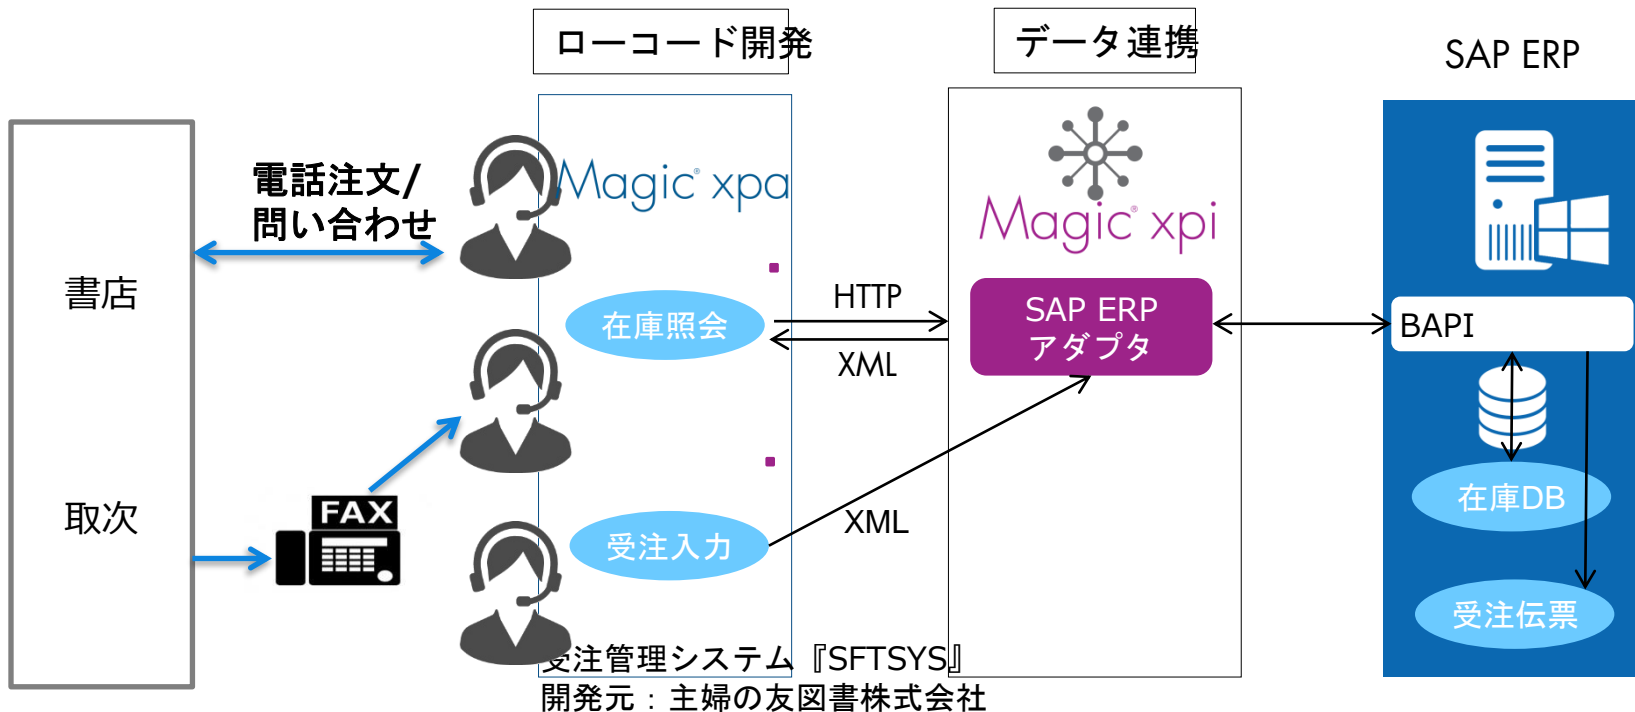 ローコード開発
データ連携
SAP ERP
電話注文/
問い合わせ
Magic® xpa
Magic® xpi
書店
在庫照会
HTTP
XML
SAP ERP
アダプタ
BAPI
取次
FAX
受注入力
XML
在庫DB
受注伝票
受注管理システム『SFTSYS』
開発元：主婦の友図書株式会社